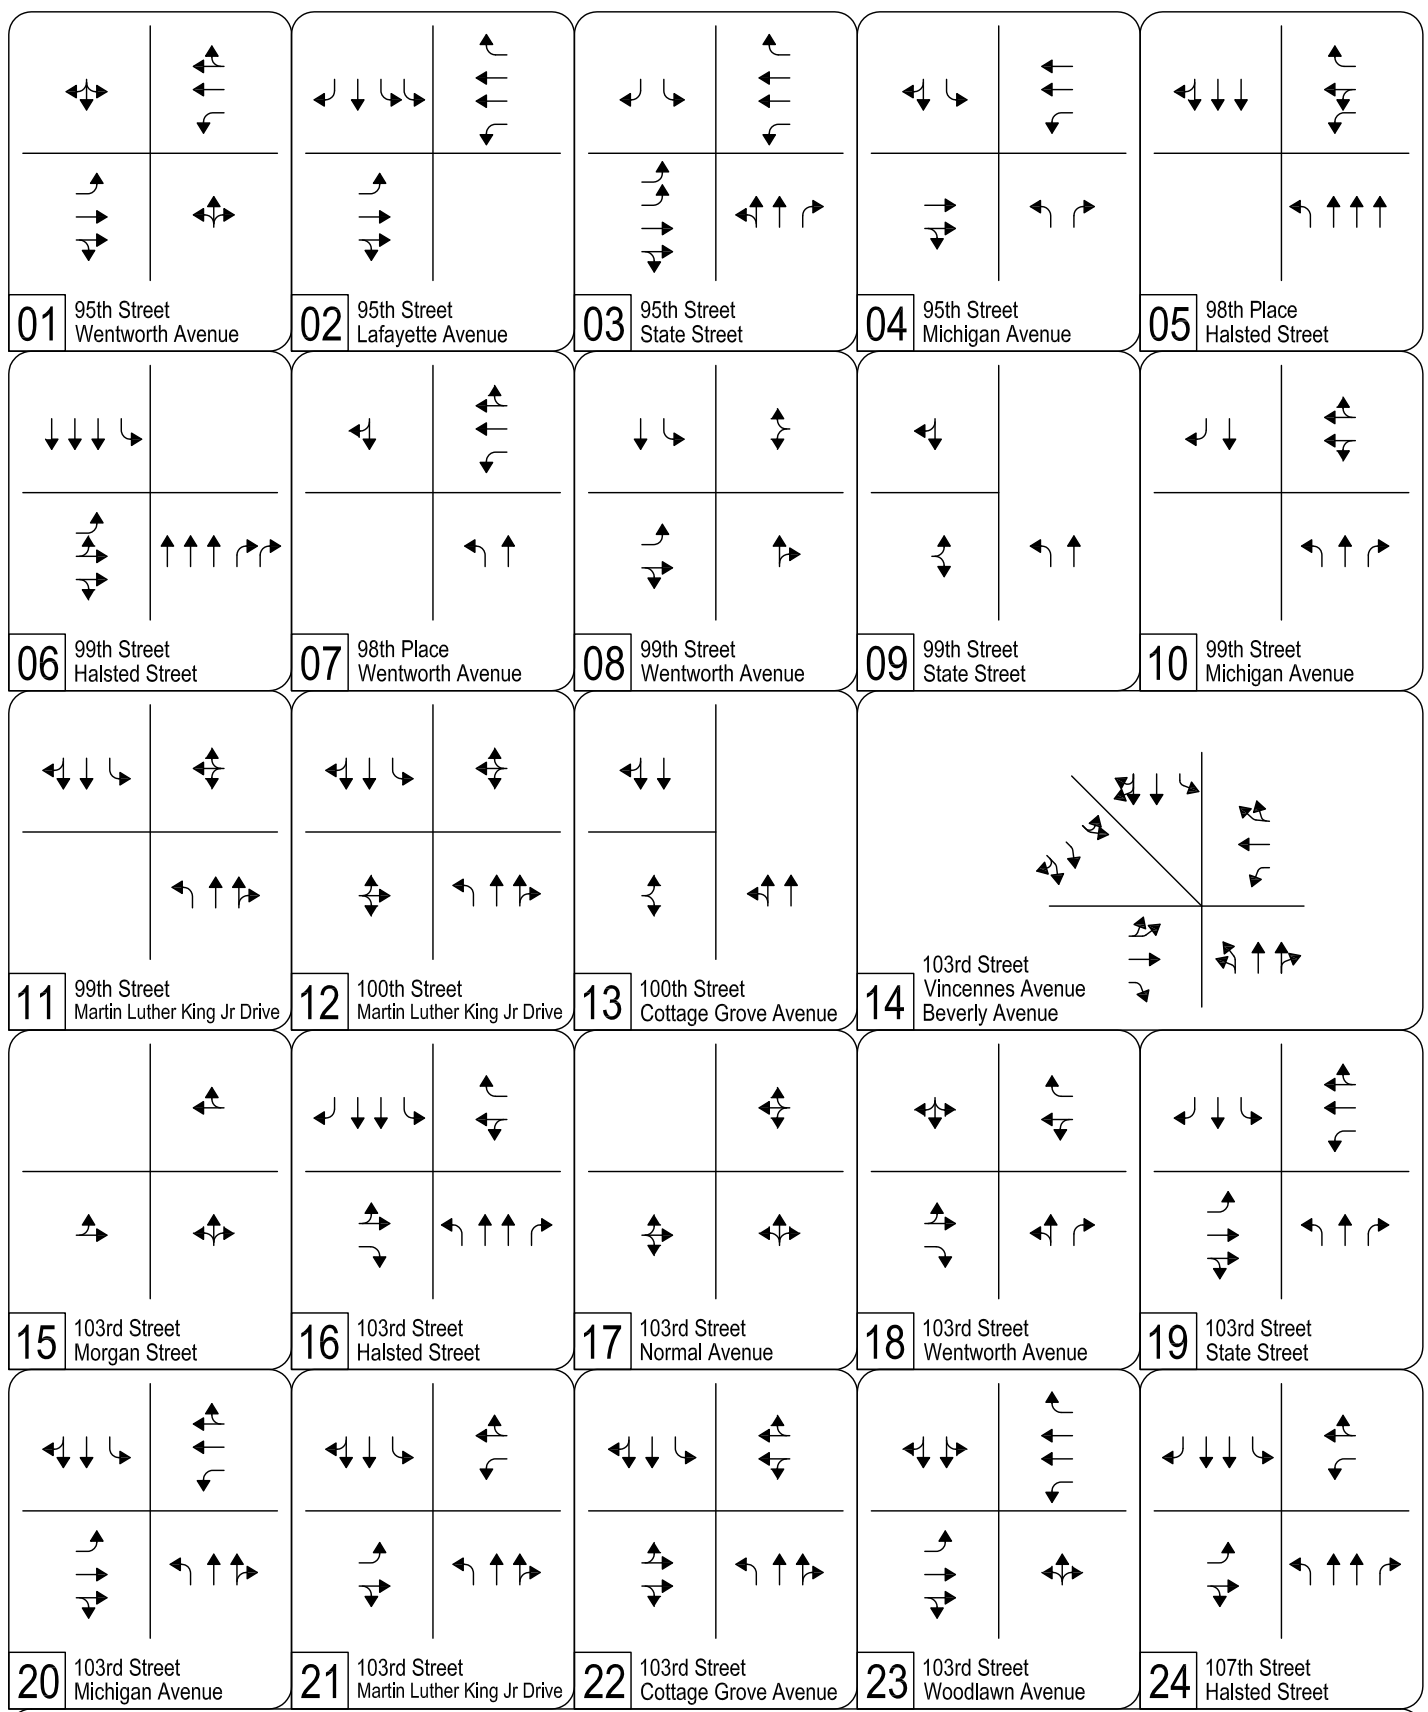 01
95th Street
Wentworth Avenue
02
95th Street
Lafayette Avenue
03
95th Street
State Street
04
95th Street
Michigan Avenue
05
98th Place
Halsted Street
06
99th Street
Halsted Street
07
98th Place
Wentworth Avenue
08
99th Street
Wentworth Avenue
09
99th Street
State Street
10
99th Street
Michigan Avenue
11
99th Street
Martin Luther King Jr Drive
12
100th Street
Martin Luther King Jr Drive
13
100th Street
Cottage Grove Avenue
14
103rd Street
Vincennes Avenue
Beverly Avenue
15
103rd Street
Morgan Street
16
103rd Street
Halsted Street
17
103rd Street
Normal Avenue
18
103rd Street
Wentworth Avenue
19
103rd Street
State Street
20
103rd Street
Michigan Avenue
21
103rd Street
Martin Luther King Jr Drive
22
103rd Street
Cottage Grove Avenue
23
103rd Street
Woodlawn Avenue
24
107th Street
Halsted Street